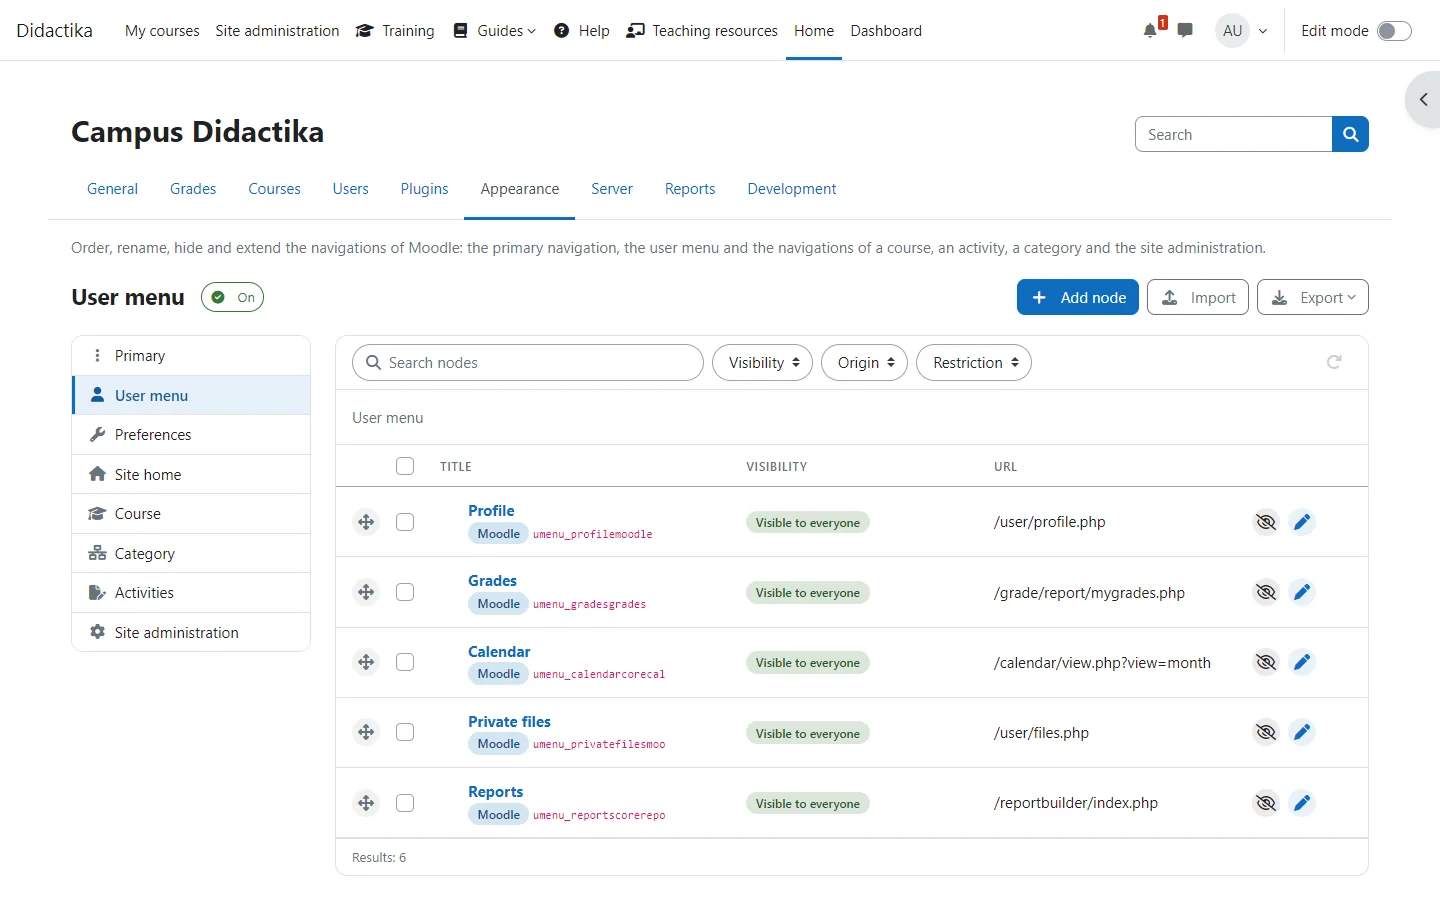 Didactika
My courses
Site administration
Training
Guides
Help
Teaching resources
Home
Dashboard
1
AU
Edit mode
Campus Didactika
Search
General
Grades
Courses
Users
Plugins
Appearance
Server
Reports
Development
Order, rename, hide and extend the navigations of Moodle: the primary navigation, the user menu and the navigations of a course, an activity, a category and the site administration.
User menu
On
Add node
Import
Export
Primary
User menu
Preferences
Site home
Course
Category
Activities
Site administration
Search nodes
Visibility
Origin
Restriction
User menu
TITLE
VISIBILITY
URL
Profile
Moodle umenu_profilemoodle
Visible to everyone
/user/profile.php
Grades
Moodle umenu_gradesgrades
Visible to everyone
/grade/report/mygrades.php
Calendar
Moodle umenu_calendarcorecal
Visible to everyone
/calendar/view.php?view=month
Private files
Moodle umenu_privatefilesmoo
Visible to everyone
/user/files.php
Reports
Moodle umenu_reportscorerepo
Visible to everyone
/reportbuilder/index.php
Results: 6